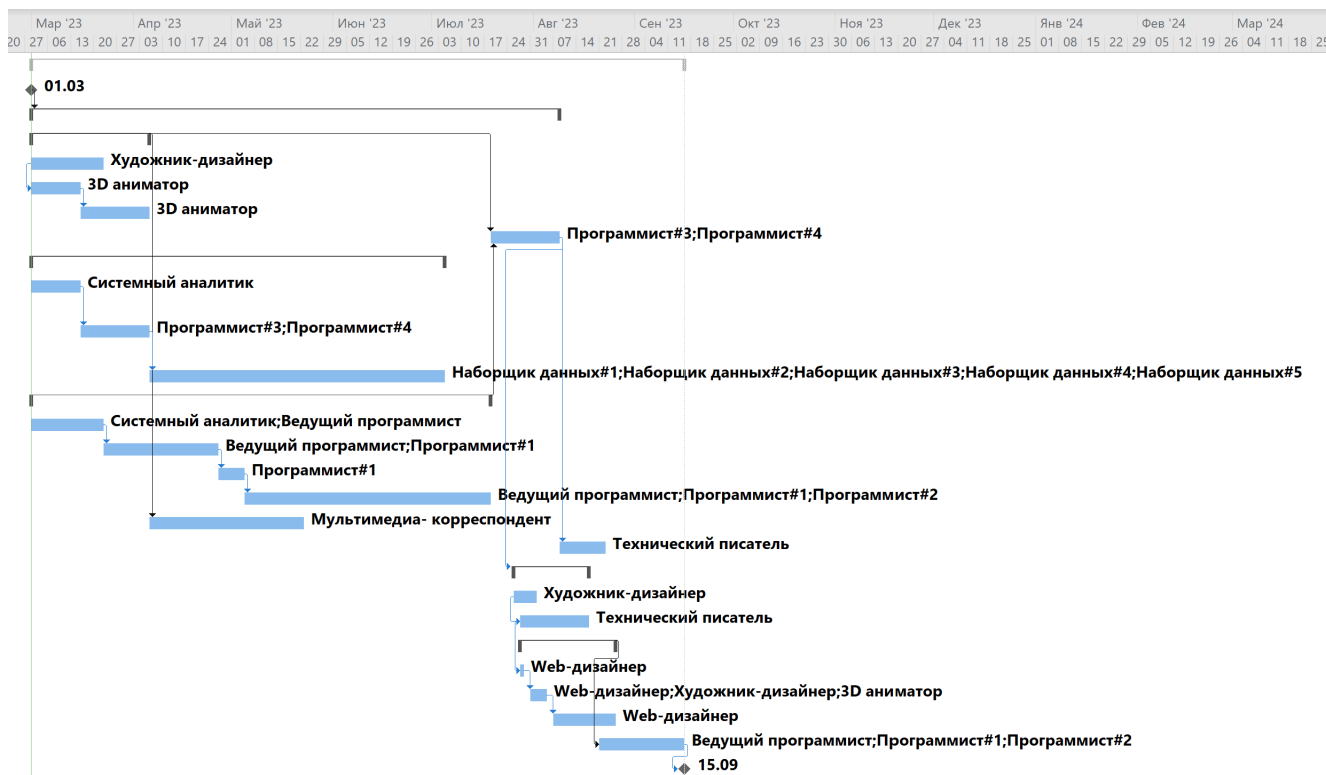 Мар '23 Апр '23 Май '23 Июн '23 Июл '23 Авг '23 Сен '23 Окт '23 Ноя '23 Дек '23 Янв '24 Фев '24 Мар '24
20 27 06 13 20 27 03 10 17 24 01 08 15 22 29 05 12 19 26 03 10 17 24 31 07 14 21 28 04 11 18 25 02 09 16 23 30 06 13 20 27 04 11 18 25 01 08 15 22 29 05 12 19 26 04 11 18 25
01.03
Художник-дизайнер
3D аниматор
3D аниматор
Программист#3;Программист#4
Системный аналитик
Программист#3;Программист#4
Наборщик данных#1;Наборщик данных#2;Наборщик данных#3;Наборщик данных#4;Наборщик данных#5
Системный аналитик;Ведущий программист
Ведущий программист;Программист#1
Программист#1
Ведущий программист;Программист#1;Программист#2
Мультимедиа- корреспондент
Технический писатель
Художник-дизайнер
Технический писатель
Web-дизайнер
Web-дизайнер;Художник-дизайнер;3D аниматор
Web-дизайнер
Ведущий программист;Программист#1;Программист#2
15.09